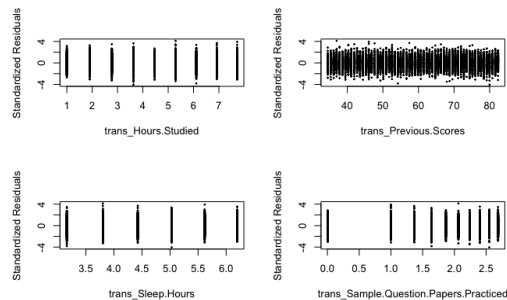 Standardized Residuals
4
0
-4
1 2 3 4 5 6 7
trans_Hours.Studied
Standardized Residuals
4
0
-4
40 50 60 70 80
trans_Previous.Scores
Standardized Residuals
4
0
-4
3.5 4.0 4.5 5.0 5.5 6.0
trans_Sleep.Hours
Standardized Residuals
4
0
-4
0.0 0.5 1.0 1.5 2.0 2.5
trans_Sample.Question.Papers.Practiced